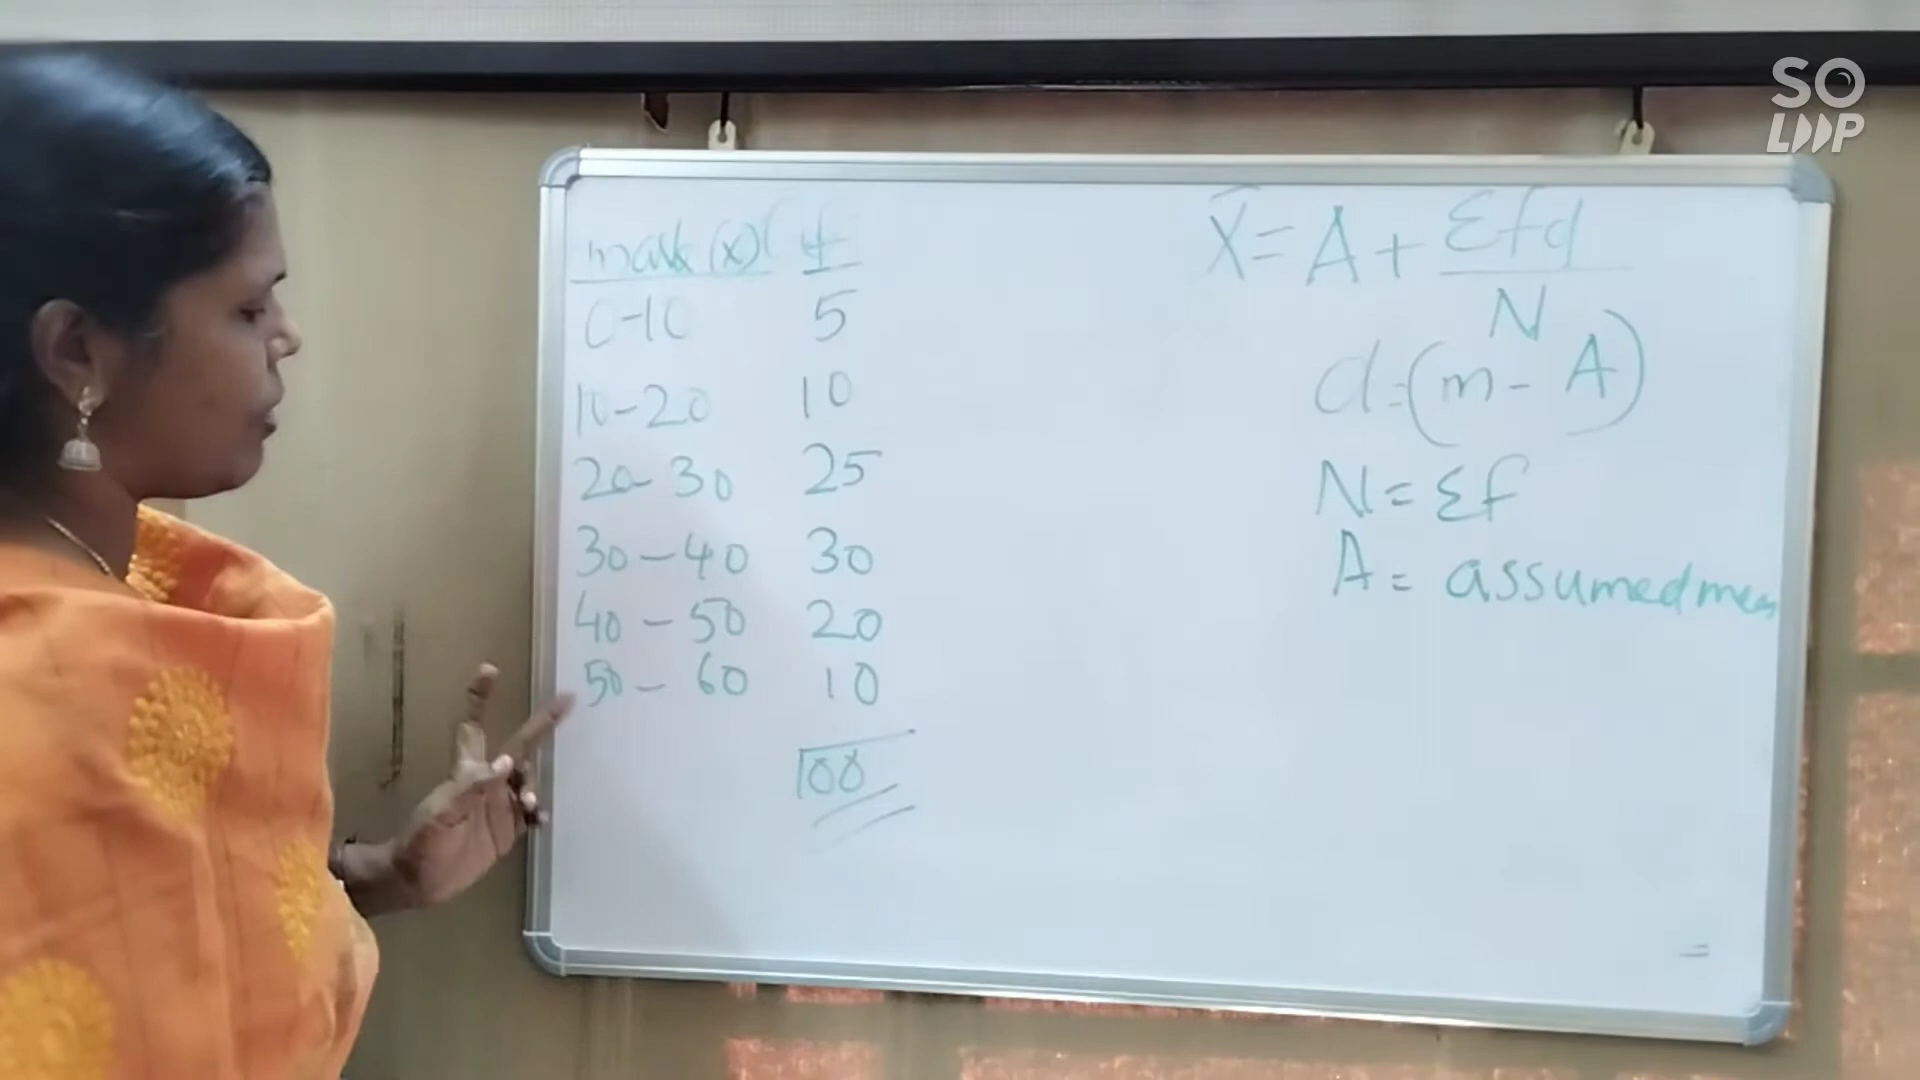 mark (x) f
0-10 5
10-20 10
20-30 25
30-40 30
40-50 20
50-60 10
100
X̄ = A + Σfd
N
d = (m - A)
N = Σf
A = assumed mean
=
SO
LOOP